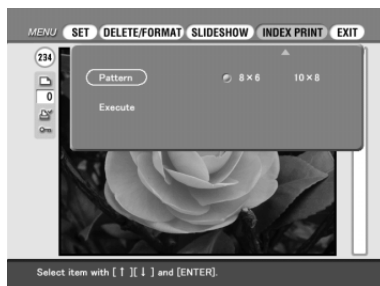 MENU SET DELETE/FORMAT SLIDESHOW INDEX PRINT EXIT
234
Pattern 8×6 10×8
0
Execute
Select item with [↑][↓] and [ENTER].